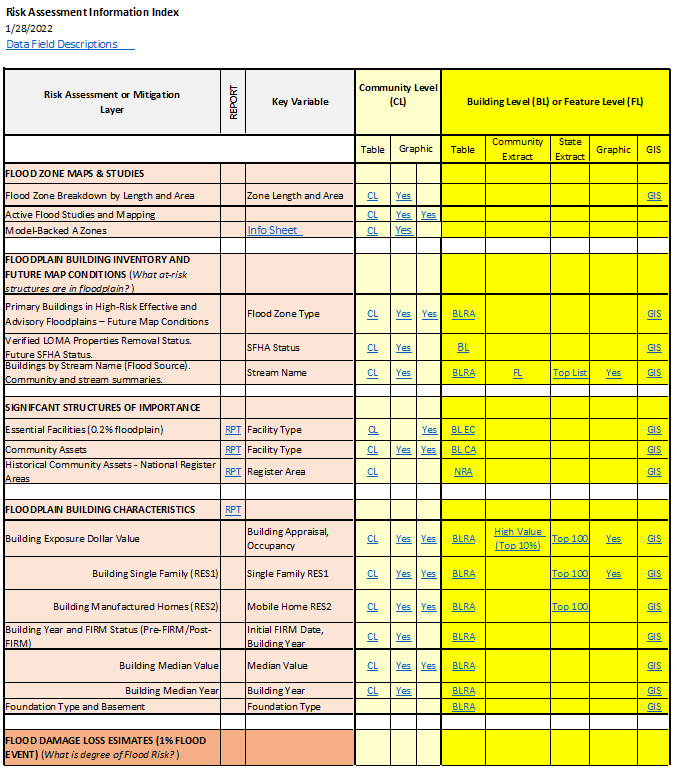 Risk Assessment Information Index
1/28/2022
Data Field Descriptions
Risk Assessment or Mitigation
Layer
REPORT
Key Variable
Community Level
(CL)
Building Level (BL) or Feature Level (FL)
Table Graphic Table Community
Extract State
Extract Graphic GIS
FLOOD ZONE MAPS & STUDIES
Flood Zone Breakdown by Length and Area Zone Length and Area CL Yes GIS
Active Flood Studies and Mapping CL Yes Yes
Model-Backed A Zones Info Sheet CL Yes
FLOODPLAIN BUILDING INVENTORY AND
FUTURE MAP CONDITIONS (What at-risk
structures are in floodplain?)
Primary Buildings in High-Risk Effective and
Advisory Floodplains – Future Map Conditions Flood Zone Type CL Yes Yes BLRA GIS
Verified LOMA Properties Removal Status.
Future SFHA Status. SFHA Status CL Yes BL GIS
Buildings by Stream Name (Flood Source).
Community and stream summaries. Stream Name CL Yes BLRA FL Top List Yes GIS
SIGNIFCANT STRUCTURES OF IMPORTANCE
Essential Facilities (0.2% floodplain) RPT Facility Type CL Yes BL EC GIS
Community Assets RPT Facility Type CL Yes Yes BL CA GIS
Historical Community Assets - National Register
Areas RPT Register Area CL NRA GIS
FLOODPLAIN BUILDING CHARACTERISTICS RPT
Building Exposure Dollar Value Building Appraisal,
Occupancy CL Yes Yes BLRA High Value
(Top 10%) Top 100 Yes GIS
Building Single Family (RES1) Single Family RES1 CL Yes Yes BLRA Top 100 Yes GIS
Building Manufactured Homes (RES2) Mobile Home RES2 CL Yes Yes BLRA Top 100 GIS
Building Year and FIRM Status (Pre-FIRM/Post-
FIRM) Initial FIRM Date,
Building Year CL Yes BLRA GIS
Building Median Value Median Value CL Yes Yes BLRA GIS
Building Median Year Building Year CL Yes BLRA GIS
Foundation Type and Basement Foundation Type BLRA GIS
FLOOD DAMAGE LOSS ESIMATES (1% FLOOD
EVENT) (What is degree of Flood Risk? )